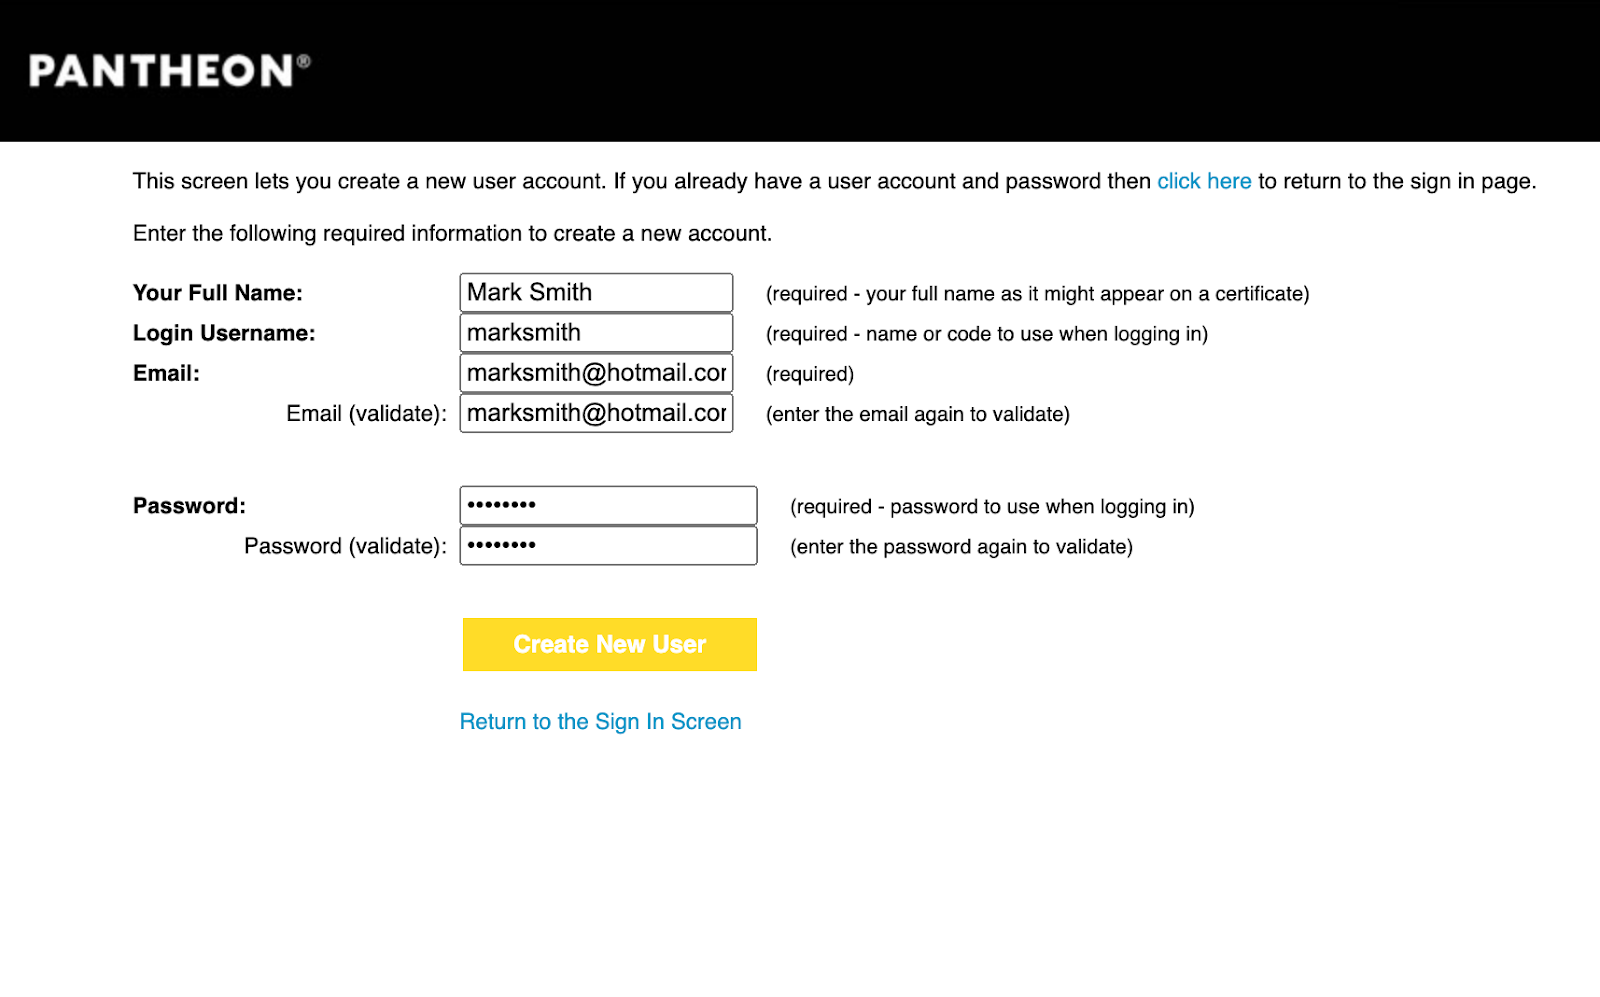 PANTHEON®
This screen lets you create a new user account. If you already have a user account and password then click here to return to the sign in page.
Enter the following required information to create a new account.
Your Full Name: Mark Smith (required - your full name as it might appear on a certificate)
Login Username: marksmith (required - name or code to use when logging in)
Email: marksmith@hotmail.cor (required)
Email (validate): marksmith@hotmail.cor (enter the email again to validate)
Password: •••••••• (required - password to use when logging in)
Password (validate): •••••••• (enter the password again to validate)
Create New User
Return to the Sign In Screen